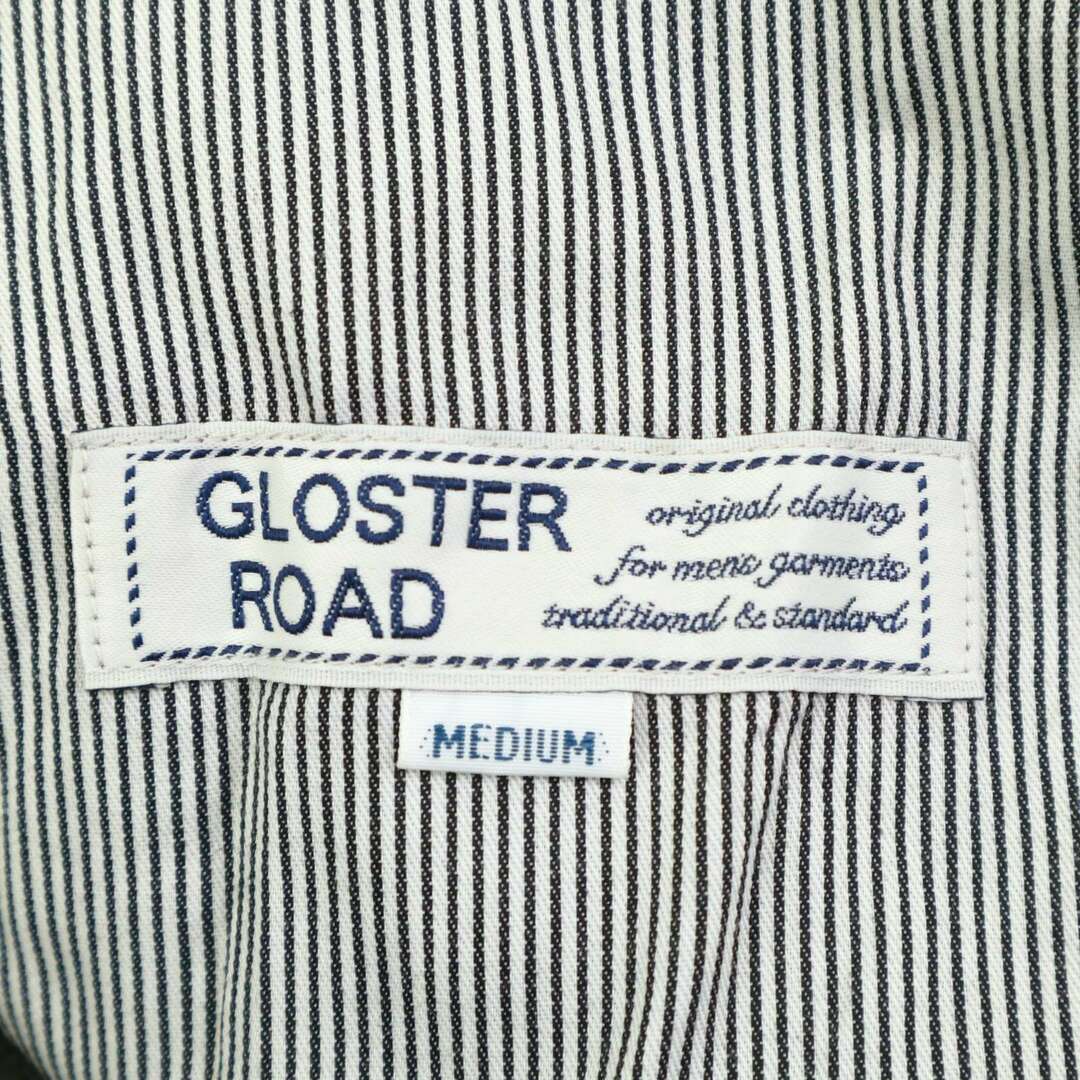 GLOSTER
ROAD
original clothing
for mens garments
traditional & standard
MEDIUM